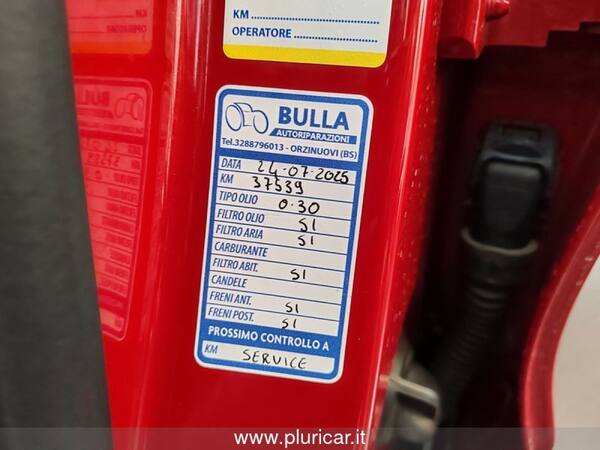 KM
OPERATORE
BULLA
AUTORIPARAZIONI
Tel.3288796013 - ORZINUOVI (BS)
DATA 24-07-2025
KM 37539
TIPO OLIO 0-30
FILTRO OLIO SI
FILTRO ARIA SI
CARBURANTE
FILTRO ABIT. SI
CANDELE
FRENI ANT. SI
FRENI POST. SI
PROSSIMO CONTROLLO A
KM SERVICE
www.pluricar.it